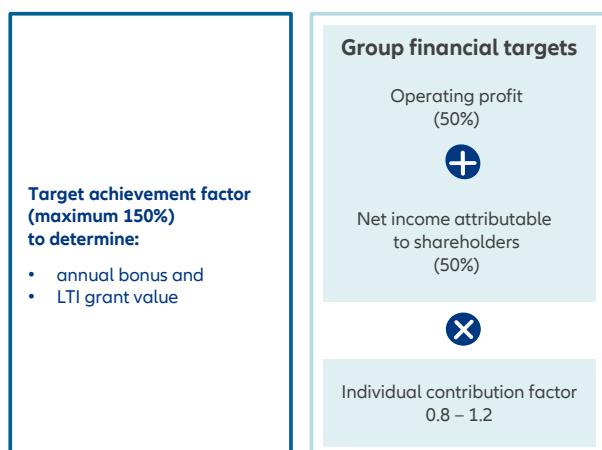 Target achievement factor
(maximum 150%)
to determine:
• annual bonus and
• LTI grant value
Group financial targets
Operating profit
(50%)
+
Net income attributable
to shareholders
(50%)
×
Individual contribution factor
0.8 – 1.2